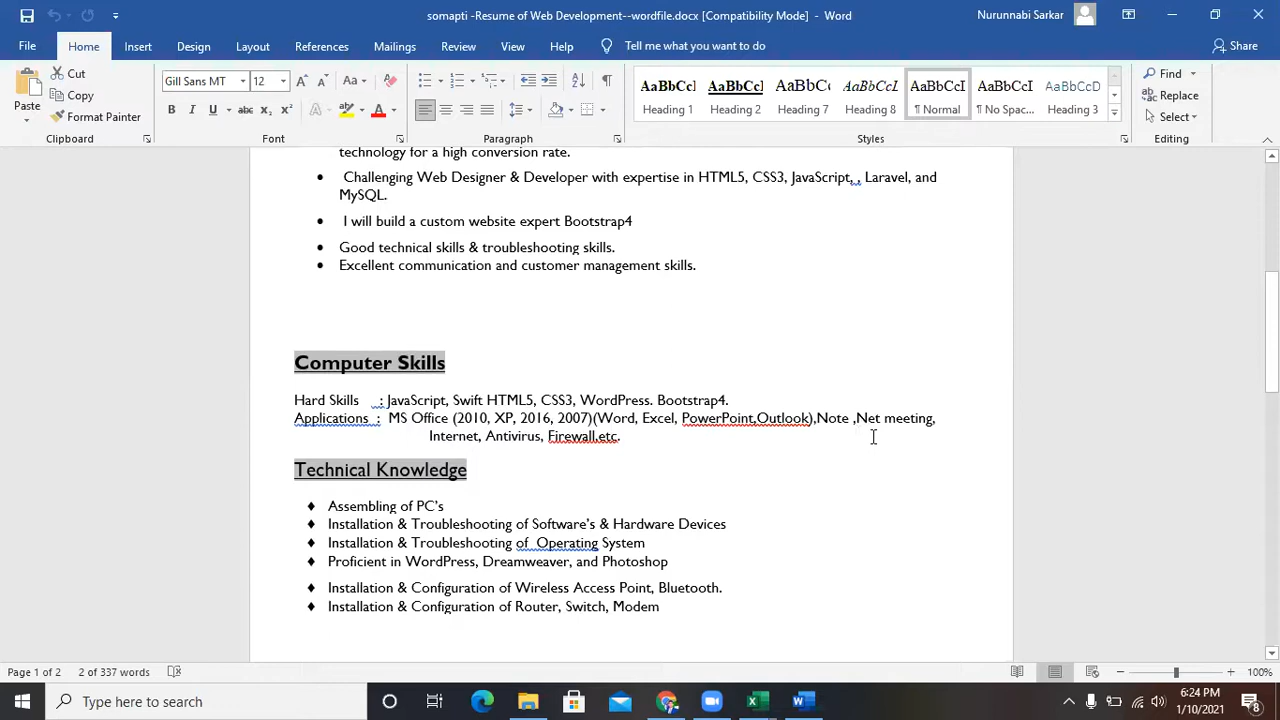 somapti -Resume of Web Development--wordfile.docx [Compatibility Mode] - Word
Nurunnabi Sarkar
File Home Insert Design Layout References Mailings Review View Help Tell me what you want to do Share
Paste
Cut
Copy
Format Painter
Clipboard
Gill Sans MT 12
Font
Paragraph
AaBbCcI AaBbCcI AaBbCc AaBbCcL AaBbCcI AaBbCcI AaBbCcDc
Heading 1 Heading 2 Heading 7 Heading 8 ¶ Normal ¶ No Spac... Heading 3
Styles
Find
Replace
Select
Editing
technology for a high conversion rate.
• Challenging Web Designer & Developer with expertise in HTML5, CSS3, JavaScript, , Laravel, and
MySQL.
• I will build a custom website expert Bootstrap4
• Good technical skills & troubleshooting skills.
• Excellent communication and customer management skills.
Computer Skills
Hard Skills : JavaScript, Swift HTML5, CSS3, WordPress. Bootstrap4.
Applications : MS Office (2010, XP, 2016, 2007)(Word, Excel, PowerPoint,Outlook),Note ,Net meeting,
Internet, Antivirus, Firewall,etc.
Technical Knowledge
♦ Assembling of PC's
♦ Installation & Troubleshooting of Software's & Hardware Devices
♦ Installation & Troubleshooting of Operating System
♦ Proficient in WordPress, Dreamweaver, and Photoshop
♦ Installation & Configuration of Wireless Access Point, Bluetooth.
♦ Installation & Configuration of Router, Switch, Modem
Page 1 of 2 2 of 337 words 100%
Type here to search
6:24 PM
1/10/2021
8